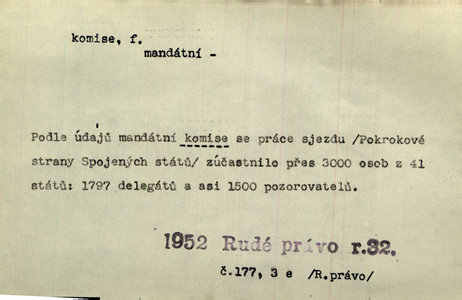 komise, f.
mandátní -
Podle údajů mandátní komise se práce sjezdu /Pokrokové
strany Spojených států/ zúčastnilo přes 3000 osob z 41
států: 1797 delegátů a asi 1500 pozorovatelů.
1952 Rudé právo r.32.
č.177, 3 e /R.právo/